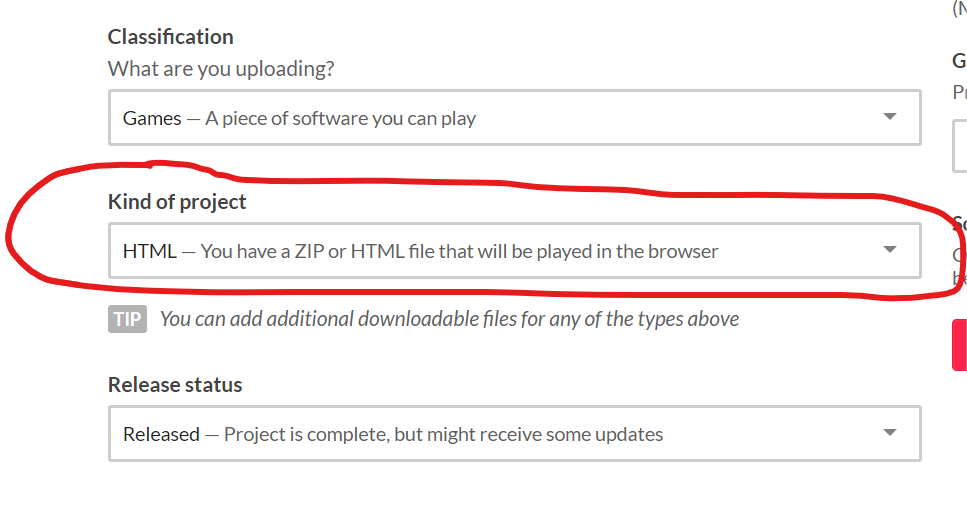 Classification
What are you uploading?
Games — A piece of software you can play
Kind of project
HTML — You have a ZIP or HTML file that will be played in the browser
TIP You can add additional downloadable files for any of the types above
Release status
Released — Project is complete, but might receive some updates